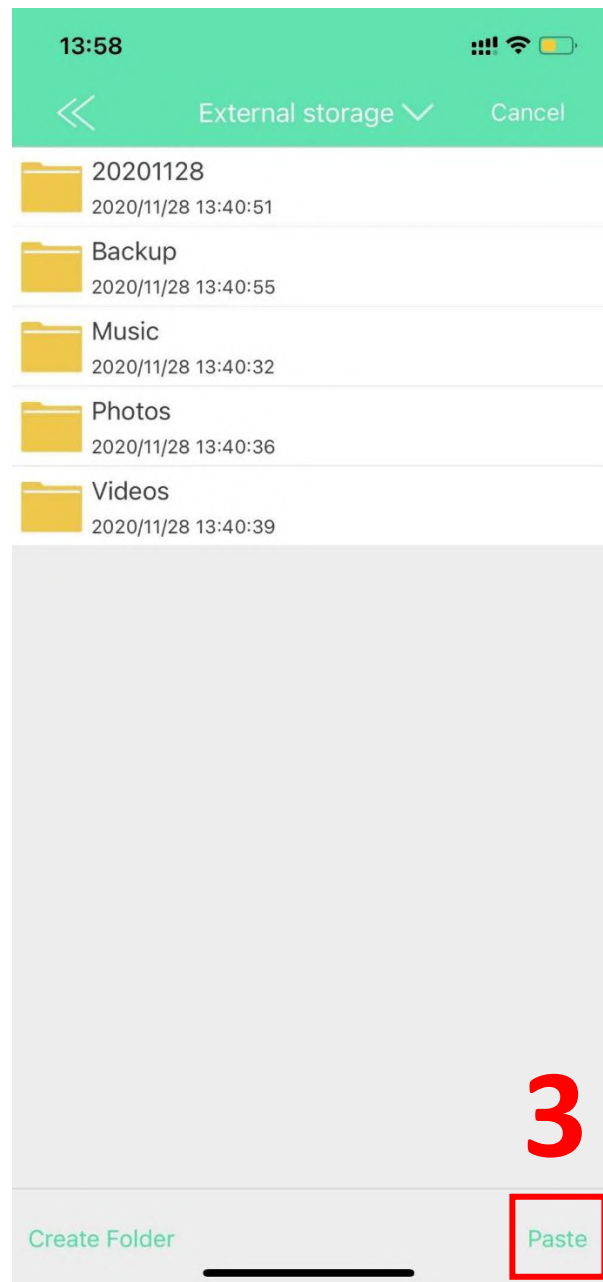 13:58
External storage Cancel
20201128
2020/11/28 13:40:51
Backup
2020/11/28 13:40:55
Music
2020/11/28 13:40:32
Photos
2020/11/28 13:40:36
Videos
2020/11/28 13:40:39
3
Create Folder Paste